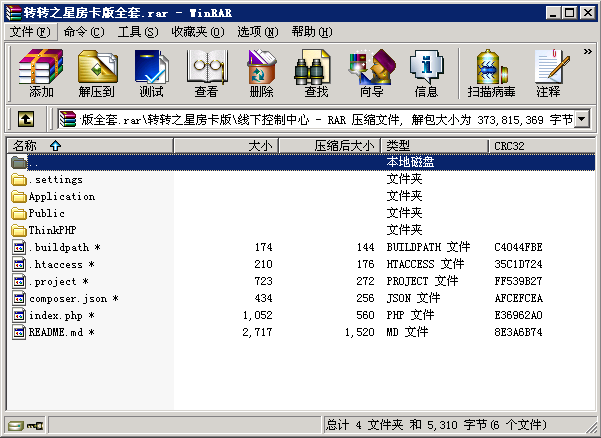 转转之星房卡版全套.rar - WinRAR
文件(F) 命令(C) 工具(S) 收藏夹(O) 选项(N) 帮助(H)
添加 解压到 测试 查看 删除 查找 向导 信息 扫描病毒 注释 »
版全套.rar\转转之星房卡版\线下控制中心 - RAR 压缩文件, 解包大小为 373,815,369 字节
名称 大小 压缩后大小 类型 CRC32
.. 本地磁盘
.settings 文件夹
Application 文件夹
Public 文件夹
ThinkPHP 文件夹
.buildpath * 174 144 BUILDPATH 文件 C4044FBE
.htaccess * 210 176 HTACCESS 文件 35C1D724
.project * 723 272 PROJECT 文件 FF539B27
composer.json * 434 256 JSON 文件 AFCEFCEA
index.php * 1,052 560 PHP 文件 E36962A0
README.md * 2,717 1,520 MD 文件 8E3A6B74
总计 4 文件夹 和 5,310 字节(6 个文件)